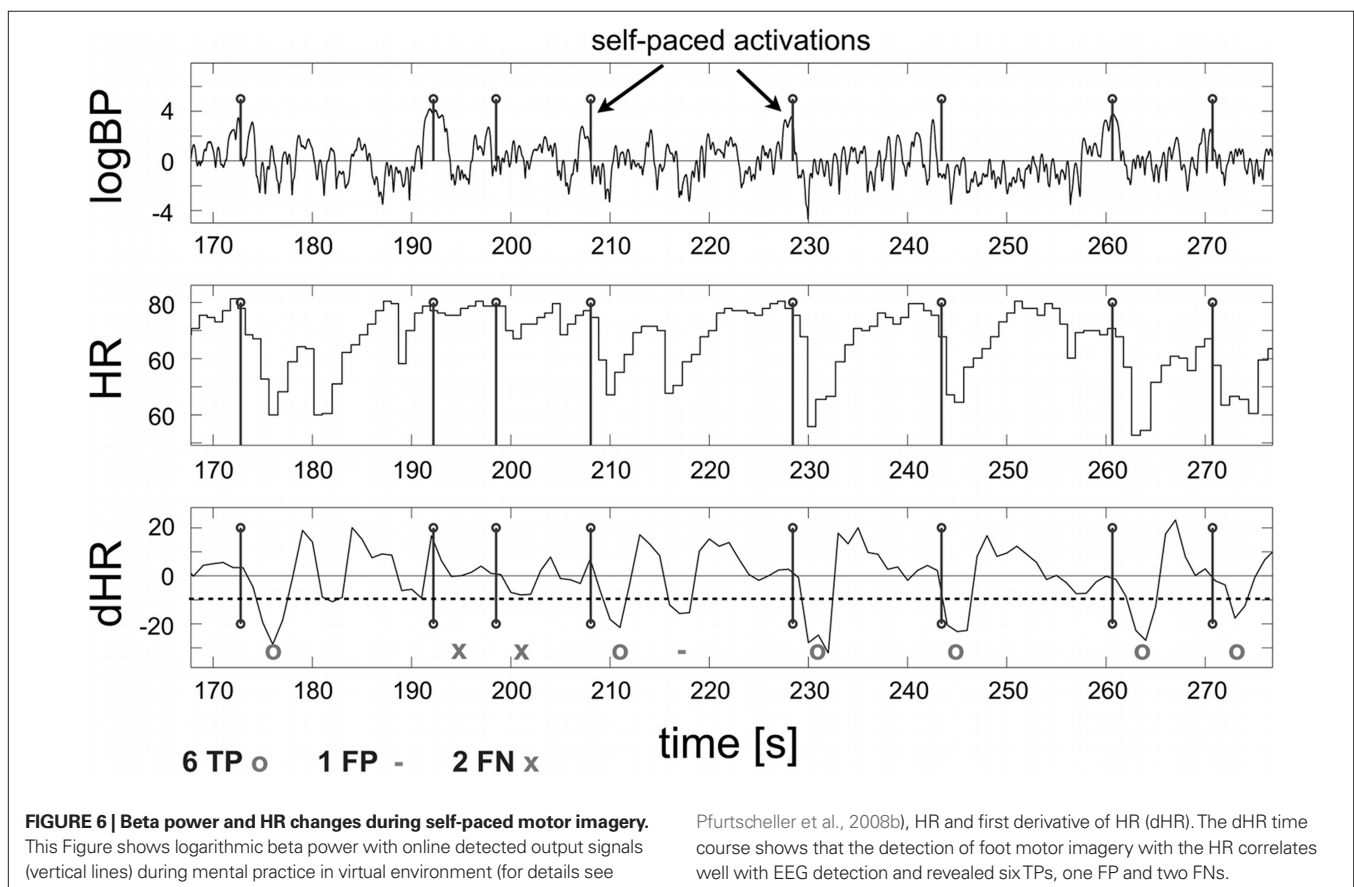 self-paced activations
logBP
4
0
-4
170 180 190 200 210 220 230 240 250 260 270
HR
80
60
60
170 180 190 200 210 220 230 240 250 260 270
dHR
20
0
-20
o x x o - o o o o
170 180 190 200 210 220 230 240 250 260 270
time [s]
6 TP o 1 FP - 2 FN x
FIGURE 6 | Beta power and HR changes during self-paced motor imagery.
This Figure shows logarithmic beta power with online detected output signals
(vertical lines) during mental practice in virtual environment (for details see
Pfurtscheller et al., 2008b), HR and first derivative of HR (dHR). The dHR time
course shows that the detection of foot motor imagery with the HR correlates
well with EEG detection and revealed six TPs, one FP and two FNs.